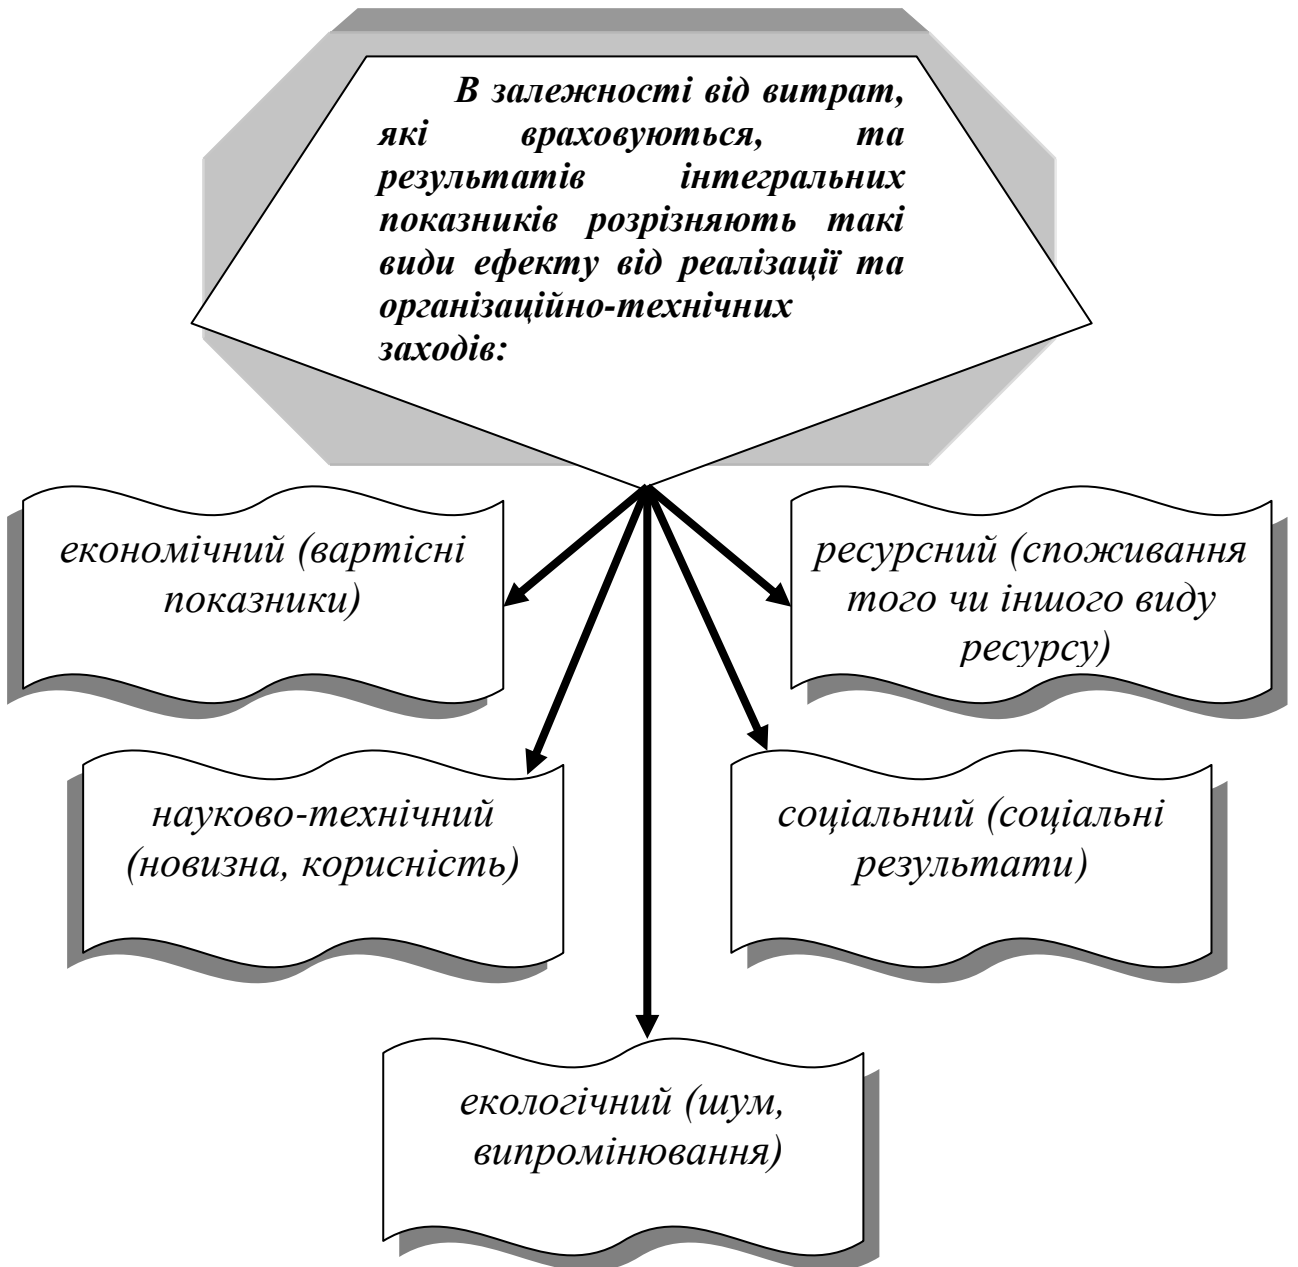 В залежності від витрат,
які враховуються, та
результатів інтегральних
показників розрізняють такі
види ефекту від реалізації та
організаційно-технічних
заходів:
економічний (вартісні
показники)
ресурсний (споживання
того чи іншого виду
ресурсу)
науково-технічний
(новизна, корисність)
соціальний (соціальні
результати)
екологічний (шум,
випромінювання)